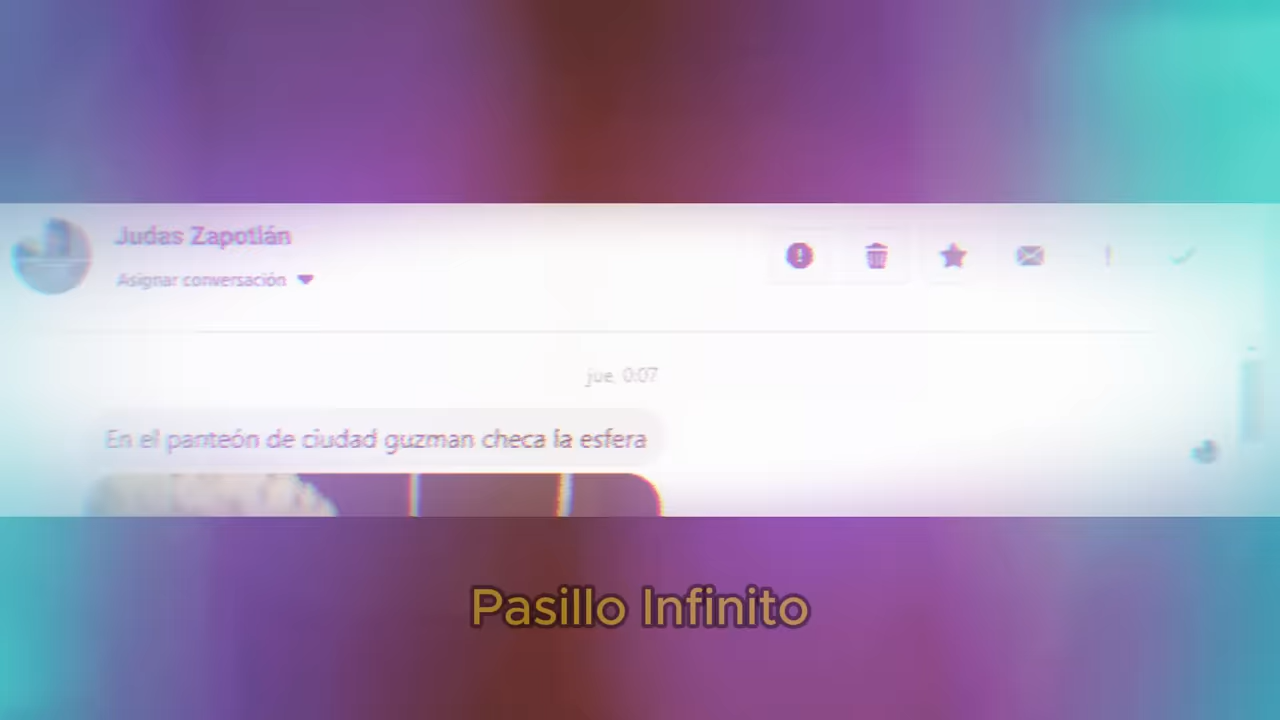 Judas Zapotlán
Asignar conversación
jue, 0:07
En el panteón de ciudad guzman checa la esfera
Pasillo Infinito